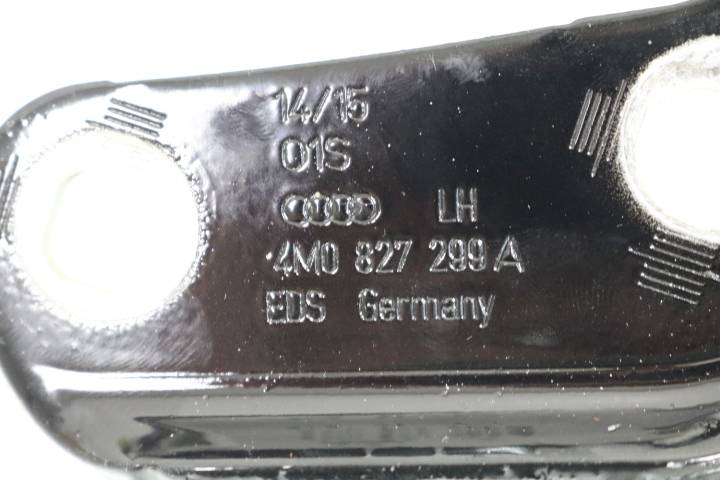 14/15
01S
LH
4M0 827 299 A
EDS Germany